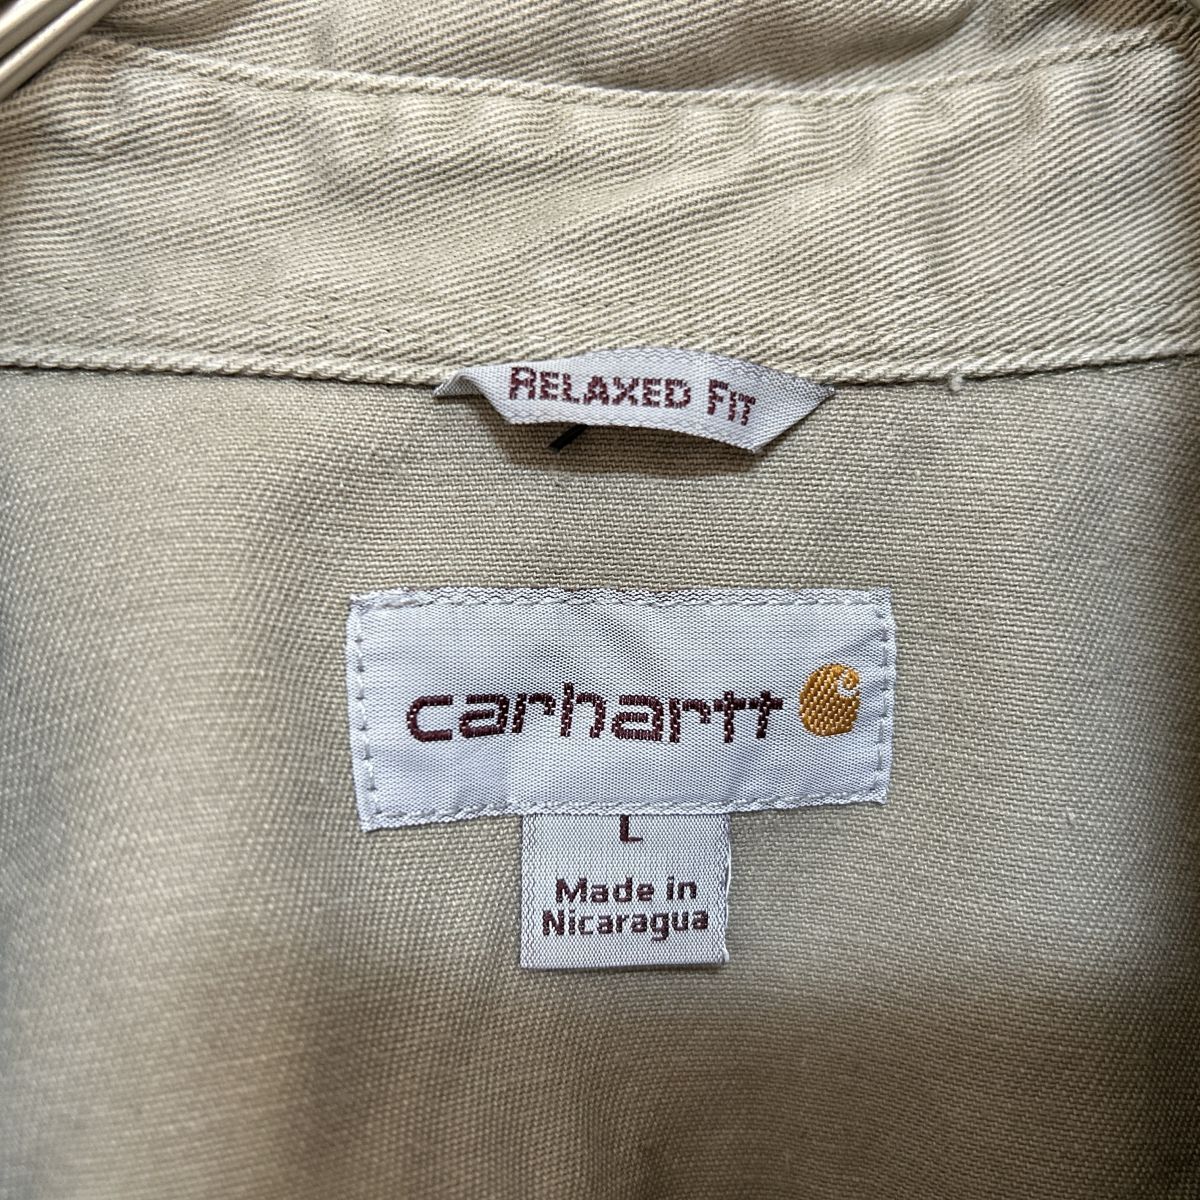 RELAXED FIT
carhartt
L
Made in
Nicaragua